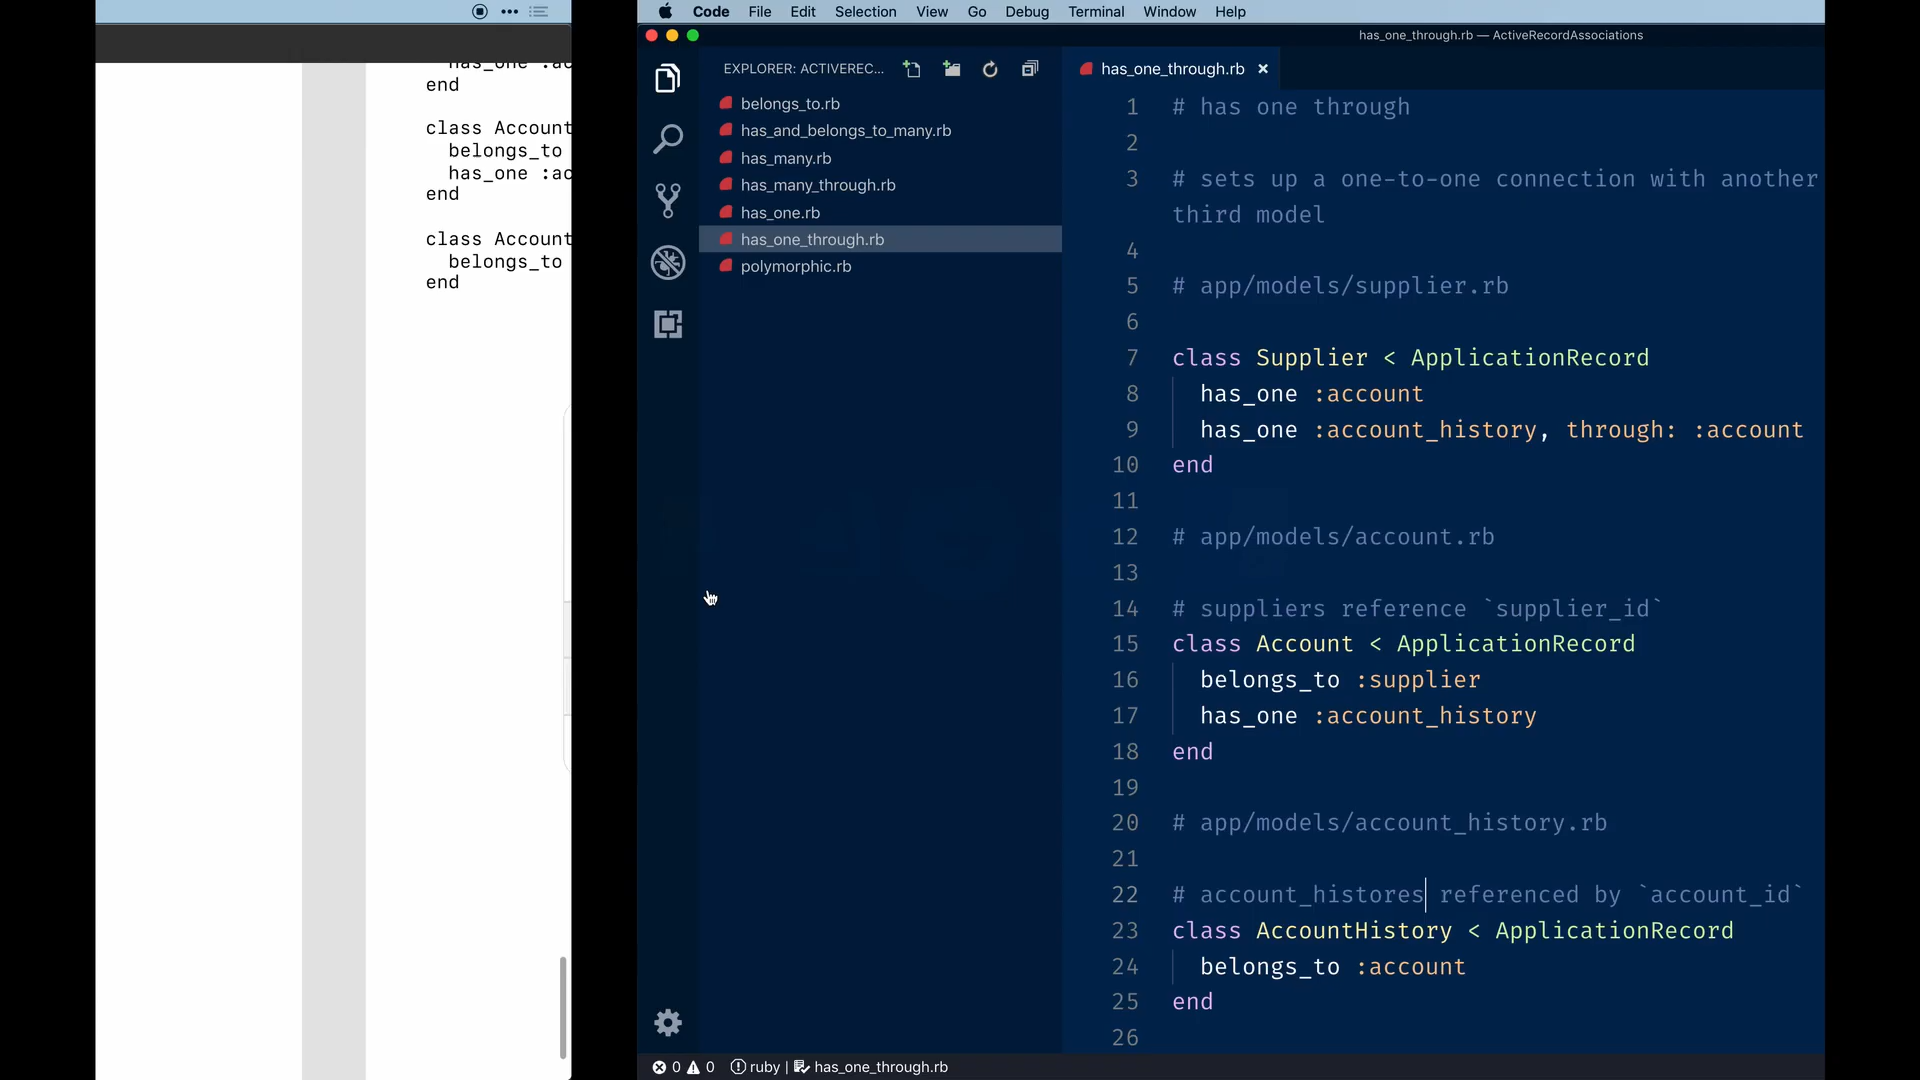 has_one :ac
end
class Account
belongs_to
has_one :ac
end
class Account
belongs_to
end
Code File Edit Selection View Go Debug Terminal Window Help
has_one_through.rb — ActiveRecordAssociations
EXPLORER: ACTIVEREC...
belongs_to.rb
has_and_belongs_to_many.rb
has_many.rb
has_many_through.rb
has_one.rb
has_one_through.rb
polymorphic.rb
has_one_through.rb ×
1 # has one through
2
3 # sets up a one-to-one connection with another
third model
4
5 # app/models/supplier.rb
6
7 class Supplier < ApplicationRecord
8 has_one :account
9 has_one :account_history, through: :account
10 end
11
12 # app/models/account.rb
13
14 # suppliers reference `supplier_id`
15 class Account < ApplicationRecord
16 belongs_to :supplier
17 has_one :account_history
18 end
19
20 # app/models/account_history.rb
21
22 # account_histores referenced by `account_id`
23 class AccountHistory < ApplicationRecord
24 belongs_to :account
25 end
26
0 0 ruby | has_one_through.rb